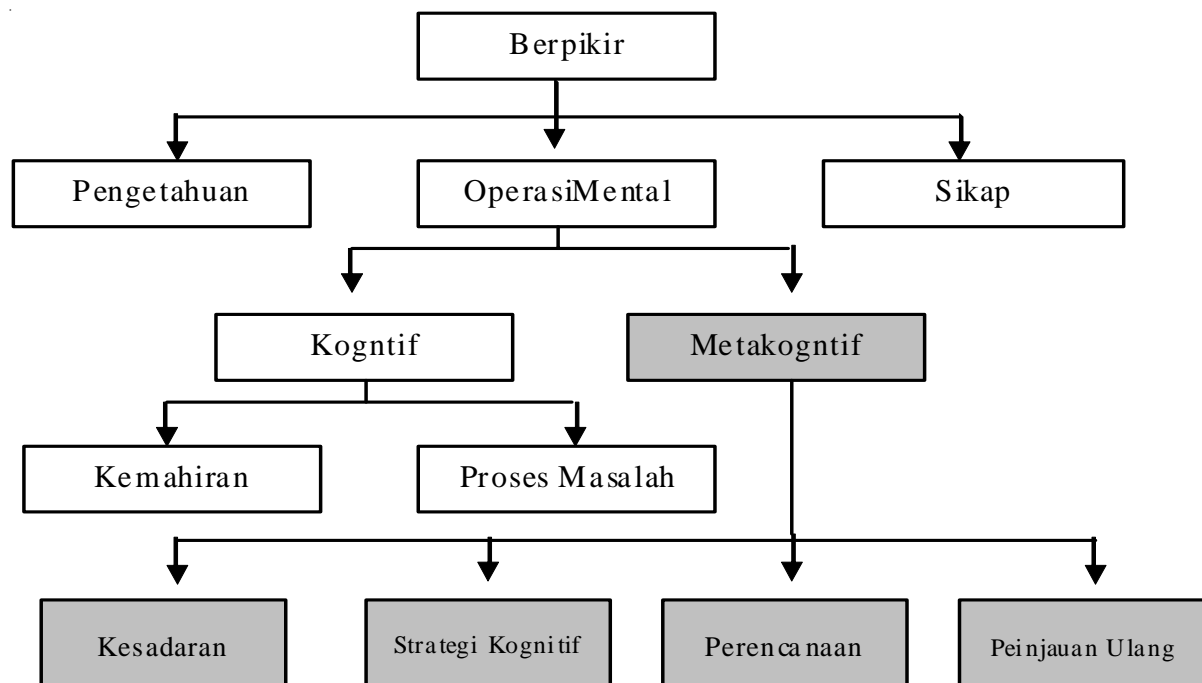 Berpikir
Pengetahuan
OperasiMental
Sikap
Kogntif
Metakogntif
Kemahiran
Proses Masalah
Kesadaran
Strategi Kognitif
Perencanaan
Peinjauan Ulang